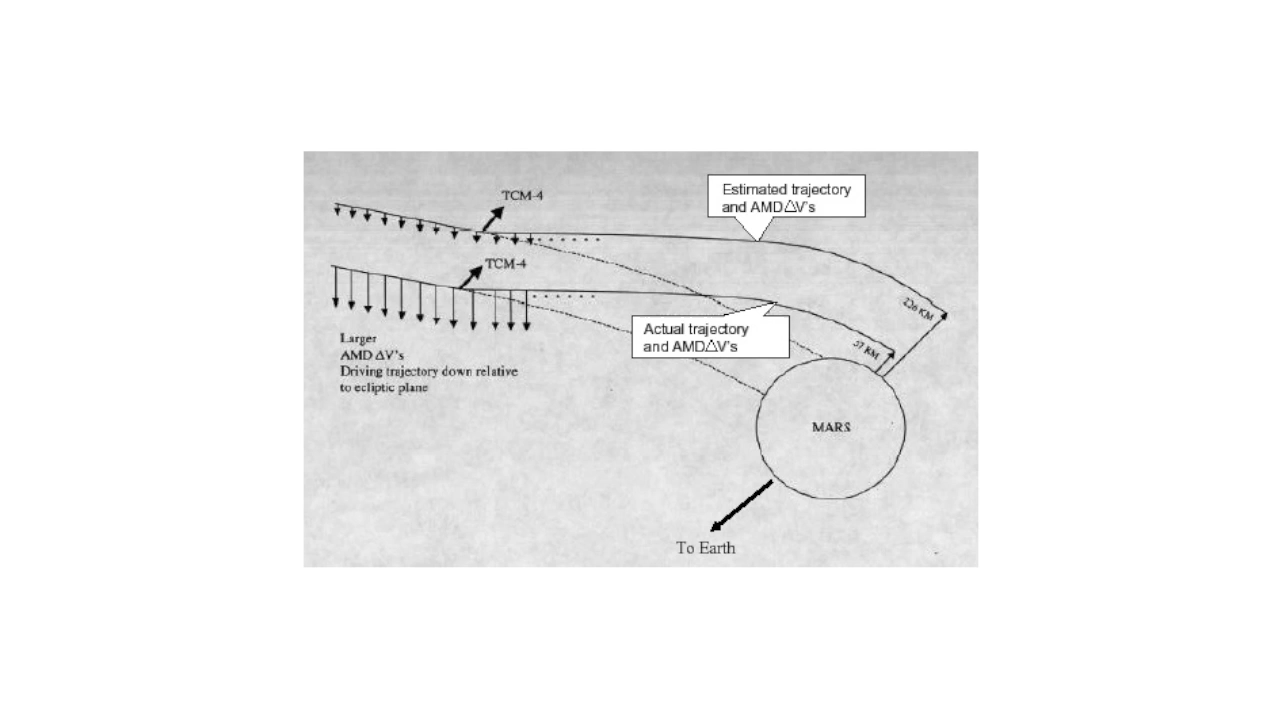 TCM-4
Estimated trajectory
and AMD△V's
TCM-4
226 KM
Actual trajectory
and AMD△V's
57 KM
Larger
AMD ΔV's
Driving trajectory down relative
to ecliptic plane
MARS
To Earth